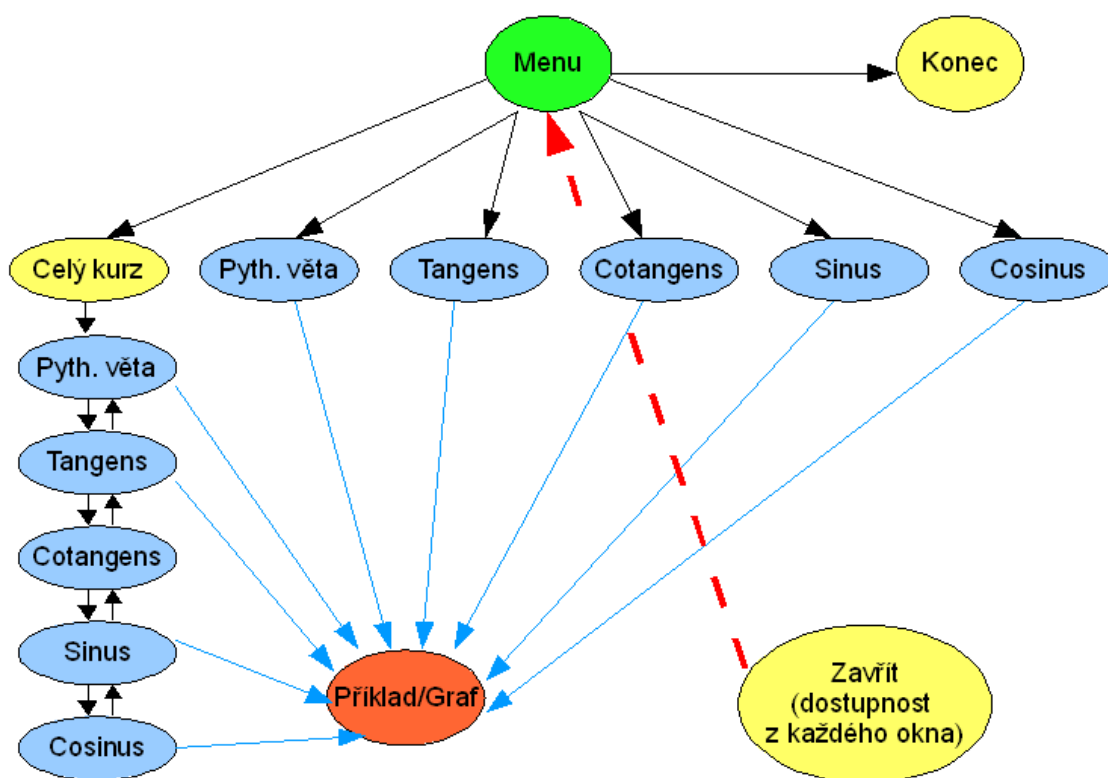 Menu
Konec
Celý kurz
Pyth. věta
Tangens
Cotangens
Sinus
Cosinus
Pyth. věta
Tangens
Cotangens
Sinus
Cosinus
Příklad/Graf
Zavřít
(dostupnost
z každého okna)